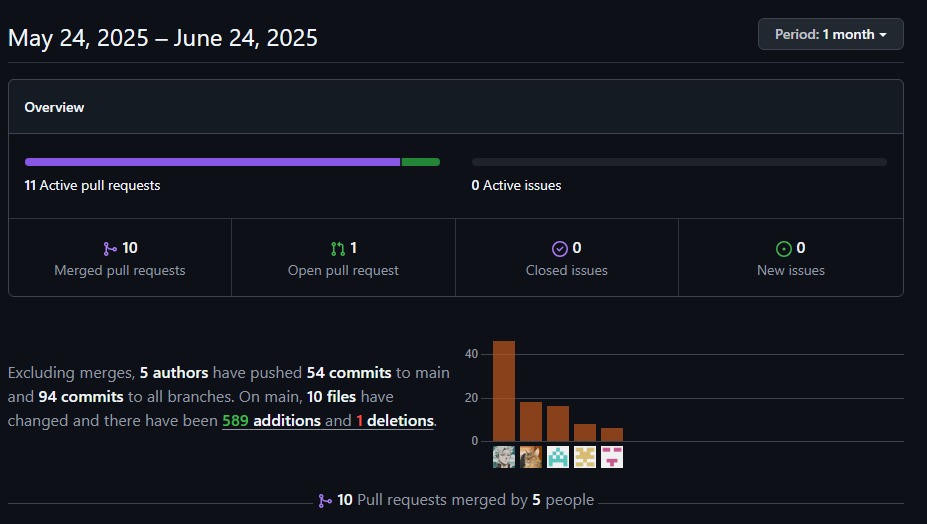 May 24, 2025 – June 24, 2025
Period: 1 month
Overview
11 Active pull requests
0 Active issues
10
Merged pull requests
1
Open pull request
0
Closed issues
0
New issues
Excluding merges, 5 authors have pushed 54 commits to main
and 94 commits to all branches. On main, 10 files have
changed and there have been 589 additions and 1 deletions.
40
20
0
10 Pull requests merged by 5 people